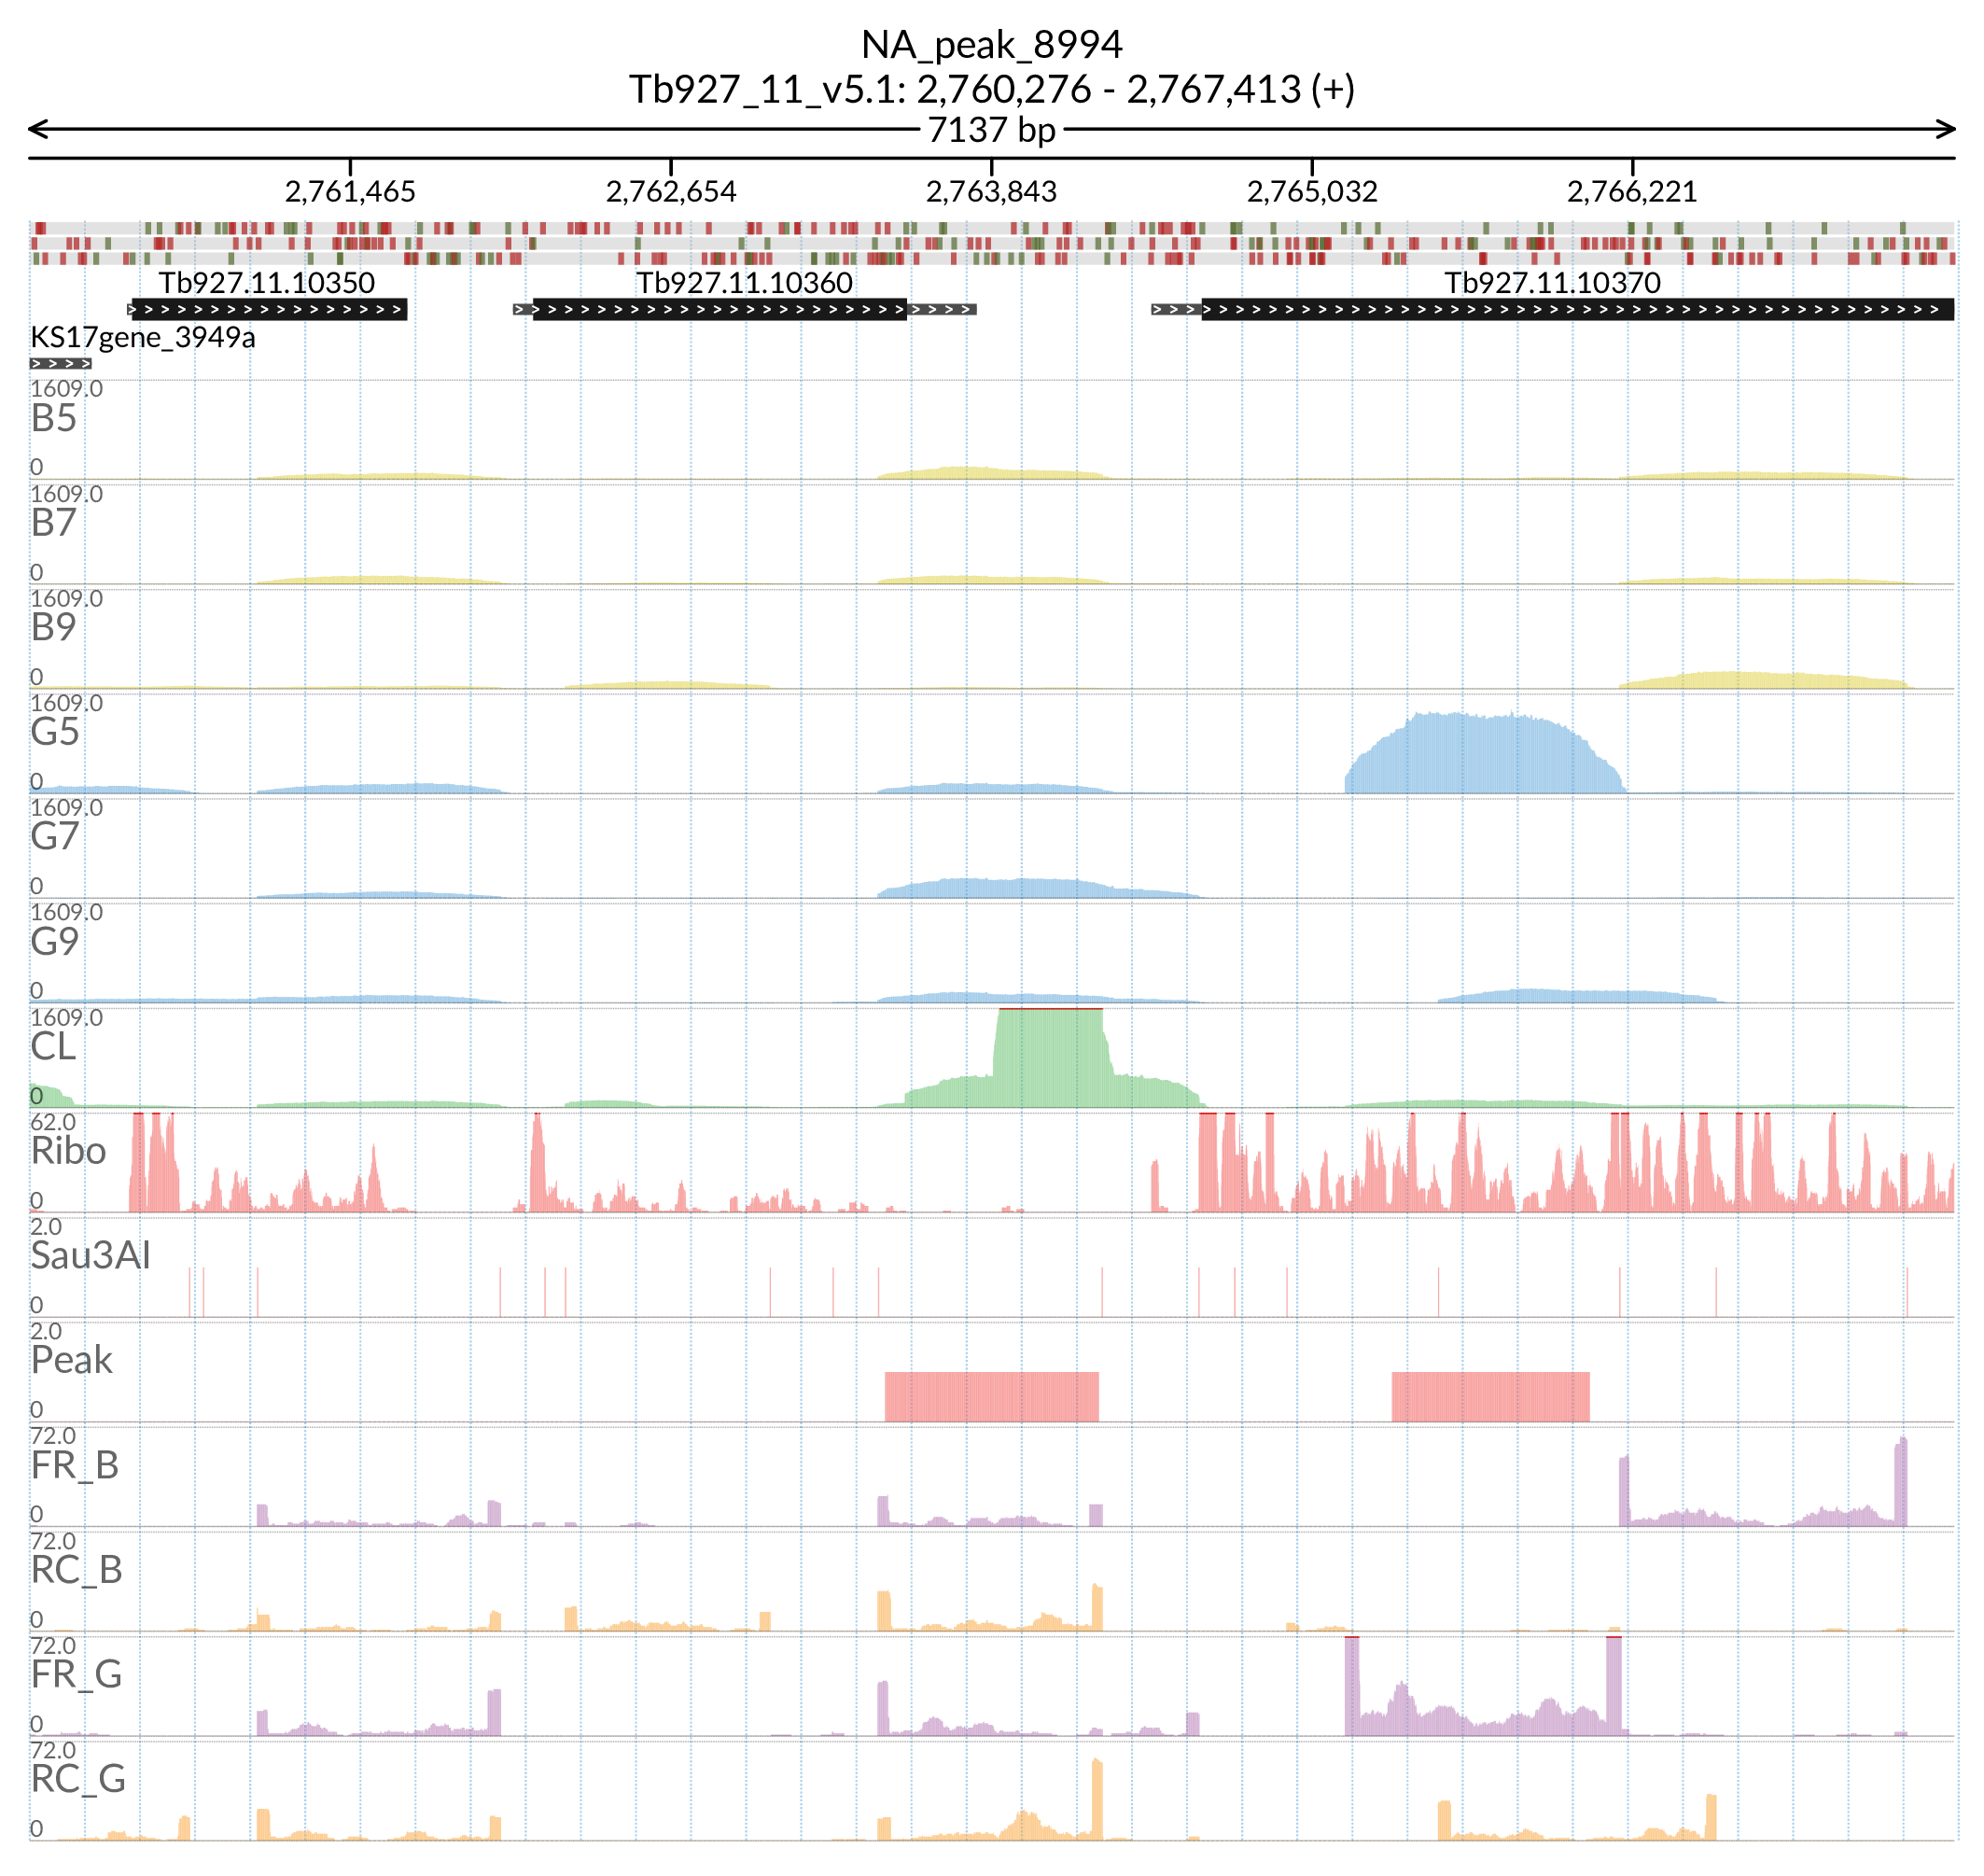 NA_peak_8994
Tb927_11_v5.1: 2,760,276 - 2,767,413 (+)
7137 bp
2,761,465 2,762,654 2,763,843 2,765,032 2,766,221
Tb927.11.10350 Tb927.11.10360 Tb927.11.10370
KS17gene_3949a
1609.0
B5
0
1609.0
B7
0
1609.0
B9
0
1609.0
G5
0
1609.0
G7
0
1609.0
G9
0
1609.0
CL
0
62.0
Ribo
0
2.0
Sau3AI
0
2.0
Peak
0
72.0
FR_B
0
72.0
RC_B
0
72.0
FR_G
0
72.0
RC_G
0